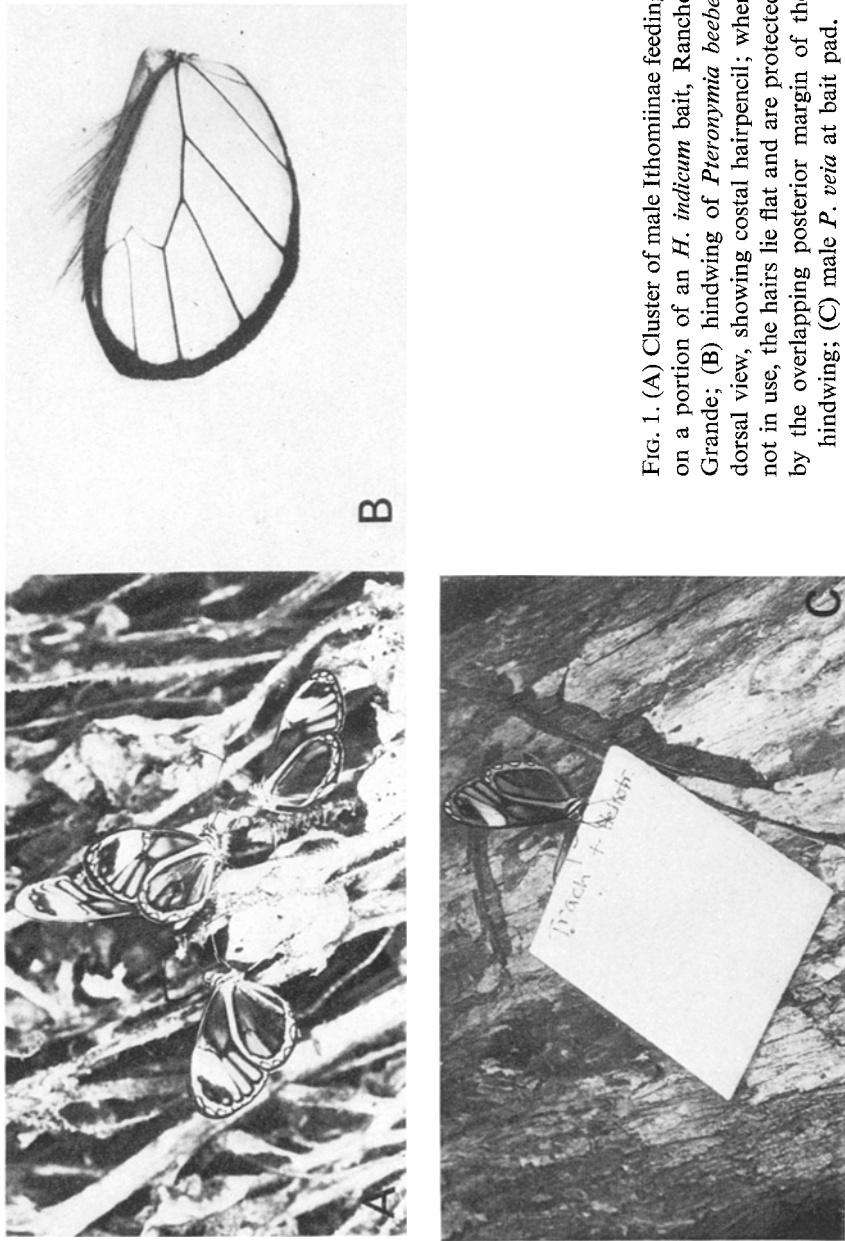 A
B
C
Trach
+
FIG. 1. (A) Cluster of male Ithomiinae feeding
on a portion of an H. indicum bait, Rancho
Grande; (B) hindwing of Pteronymia beebei
dorsal view, showing costal hairpencil; when
not in use, the hairs lie flat and are protected
by the overlapping posterior margin of the
hindwing; (C) male P. veia at bait pad.